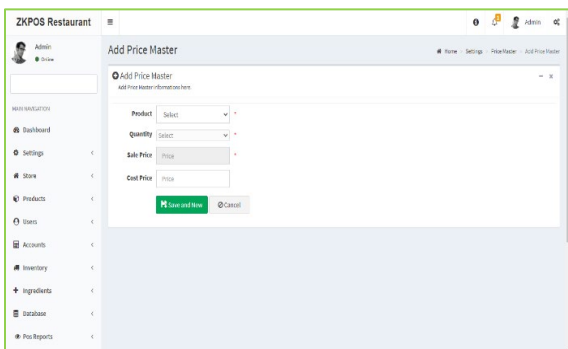 ZKPOS Restaurant
Admin
Admin
Online
Add Price Master
Home > Settings > Price Master > Add Price Master
Add Price Master
Add Price Master Informations here.
MAIN NAVIGATION
Dashboard
Settings
Store
Products
Users
Accounts
Inventory
Ingredients
Database
Pos Reports
Product Select *
Quantity Select *
Sale Price Price *
Cost Price Price
Save and New Cancel